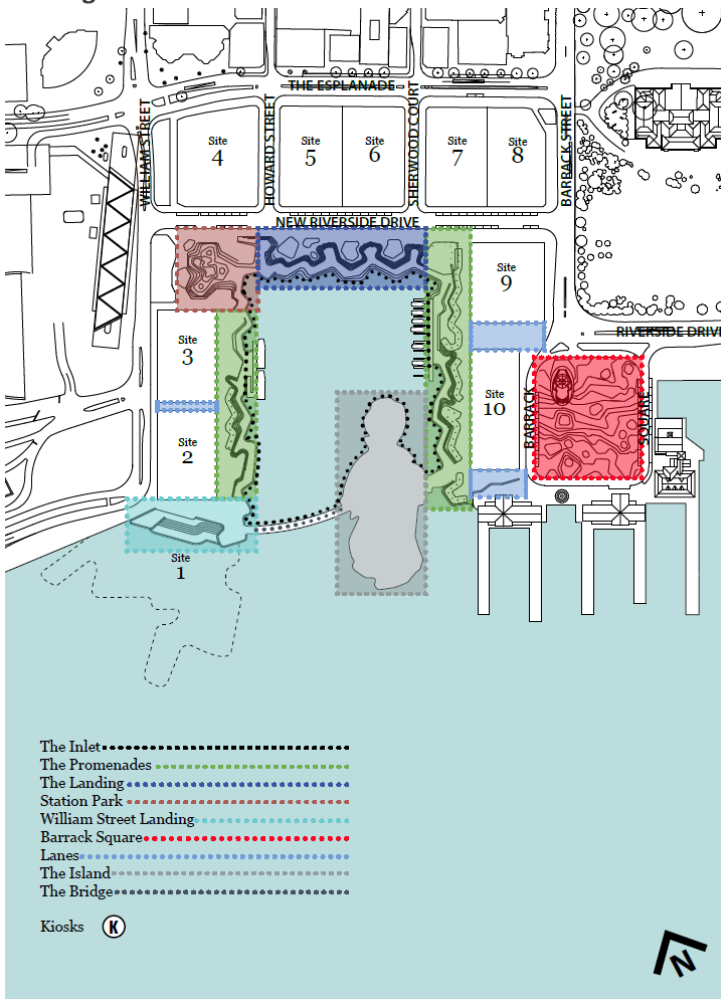 THE ESPLANADE
WILLIAM STREET
HOWARD STREET
SHERWOOD COURT
BARRACK STREET
Site
4
Site
5
Site
6
Site
7
Site
8
NEW RIVERSIDE DRIVE
Site
9
RIVERSIDE DRIVE
Site
3
Site
10
BARRACK
SQUARE
Site
2
Site
1
The Inlet
The Promenades
The Landing
Station Park
William Street Landing
Barrack Square
Lanes
The Island
The Bridge
Kiosks K
N